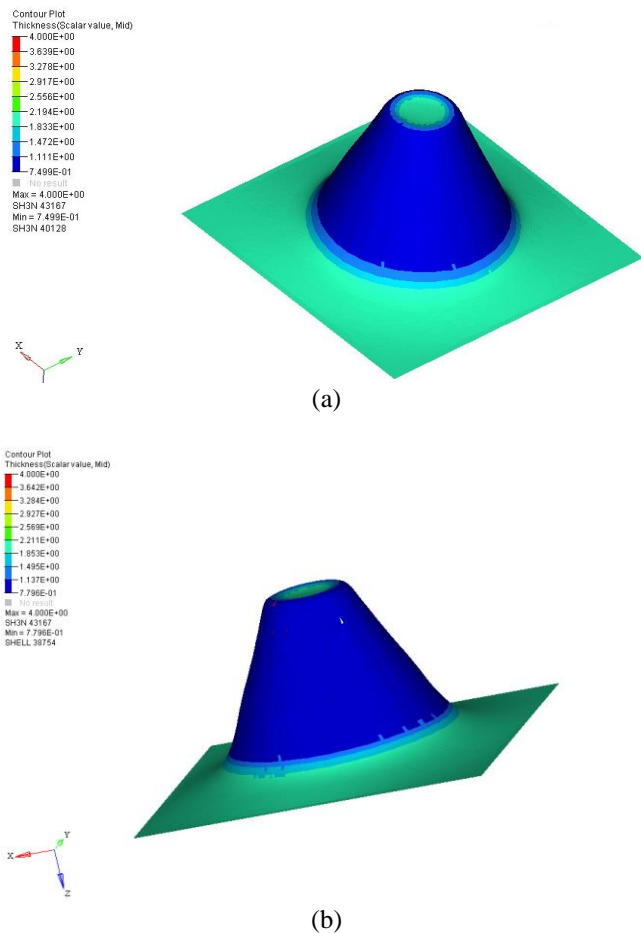 Contour Plot
Thickness(Scalar value, Mid)
4.000E+00
3.639E+00
3.278E+00
2.917E+00
2.556E+00
2.194E+00
1.833E+00
1.472E+00
1.111E+00
7.499E-01
No result
Max = 4.000E+00
SH3N 43167
Min = 7.499E-01
SH3N 40128
X
Y
(a)
Contour Plot
Thickness(Scalar value, Mid)
4.000E+00
3.642E+00
3.284E+00
2.927E+00
2.569E+00
2.211E+00
1.853E+00
1.495E+00
1.137E+00
7.796E-01
No result
Max = 4.000E+00
SH3N 43167
Min = 7.796E-01
SHELL 38754
Y
X
Z
(b)